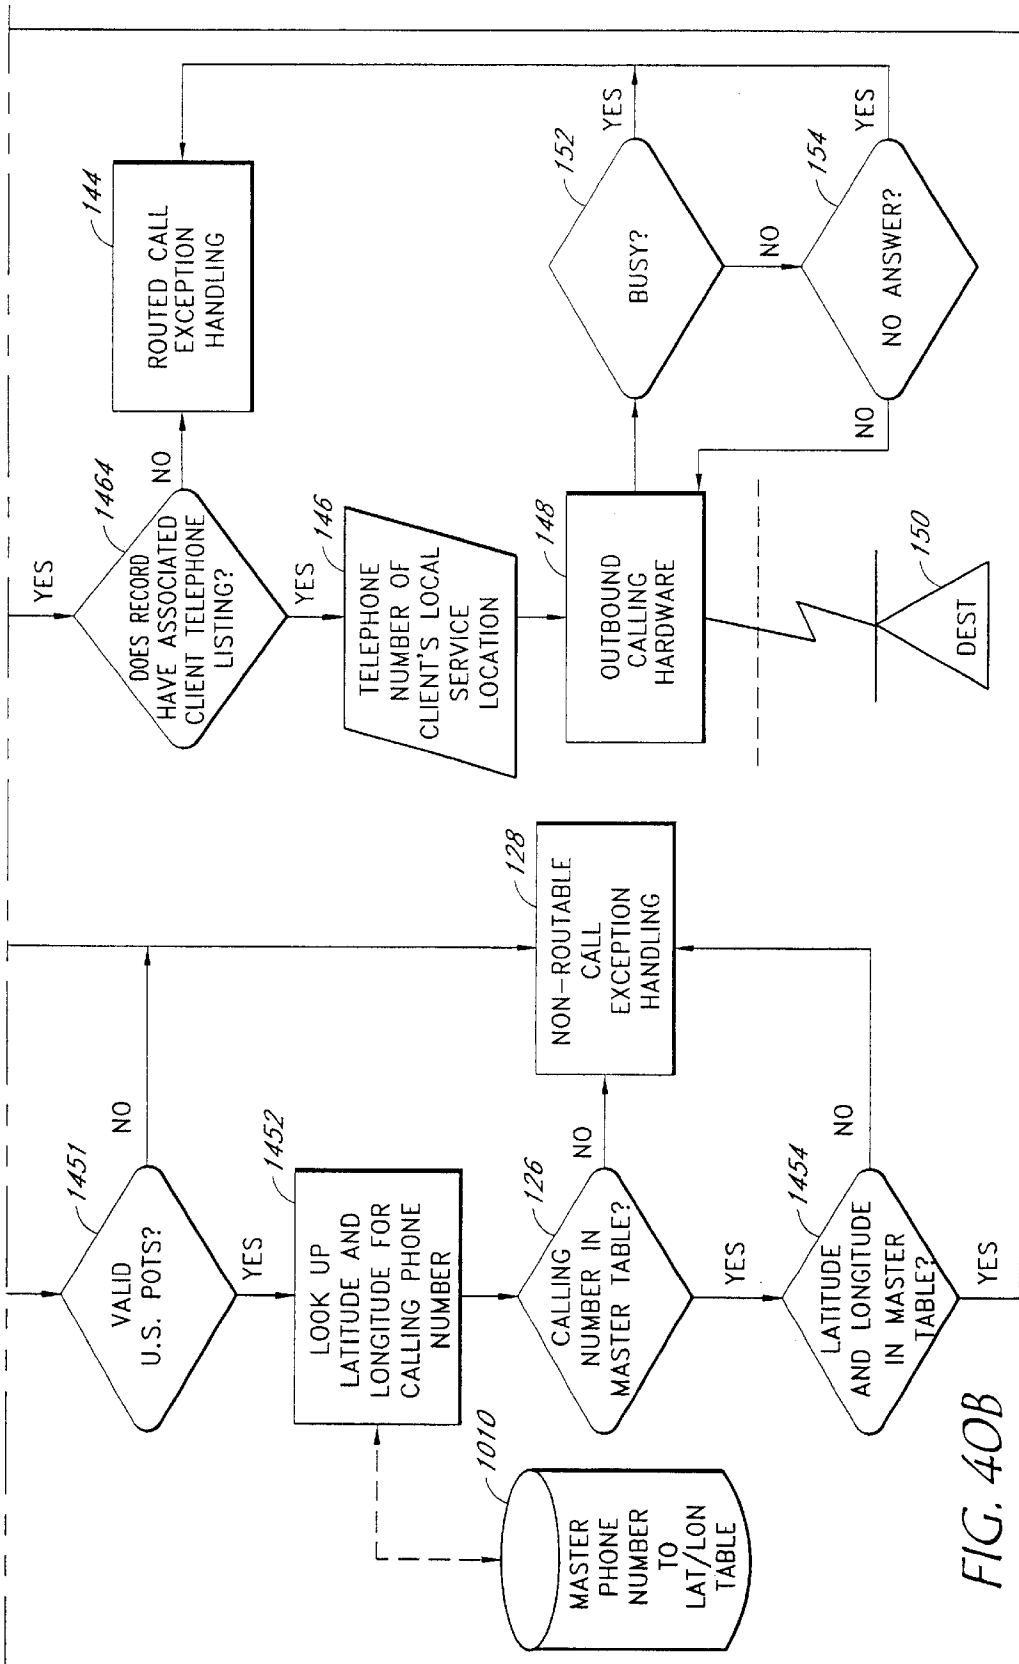 1451
VALID
U.S. POTS?
NO
YES
1452
LOOK UP
LATITUDE AND
LONGITUDE FOR
CALLING PHONE
NUMBER
1010
MASTER
PHONE
NUMBER
TO
LAT/LON
TABLE
126
CALLING
NUMBER IN
MASTER TABLE?
NO
YES
128
NON-ROUTABLE
CALL
EXCEPTION
HANDLING
1454
LATITUDE
AND LONGITUDE
IN MASTER
TABLE?
NO
YES
YES
1464
DOES RECORD
HAVE ASSOCIATED
CLIENT TELEPHONE
LISTING?
NO
YES
144
ROUTED CALL
EXCEPTION
HANDLING
146
TELEPHONE
NUMBER OF
CLIENT'S LOCAL
SERVICE
LOCATION
148
OUTBOUND
CALLING
HARDWARE
152
BUSY?
YES
NO
154
NO ANSWER?
YES
NO
150
DEST
FIG. 40B